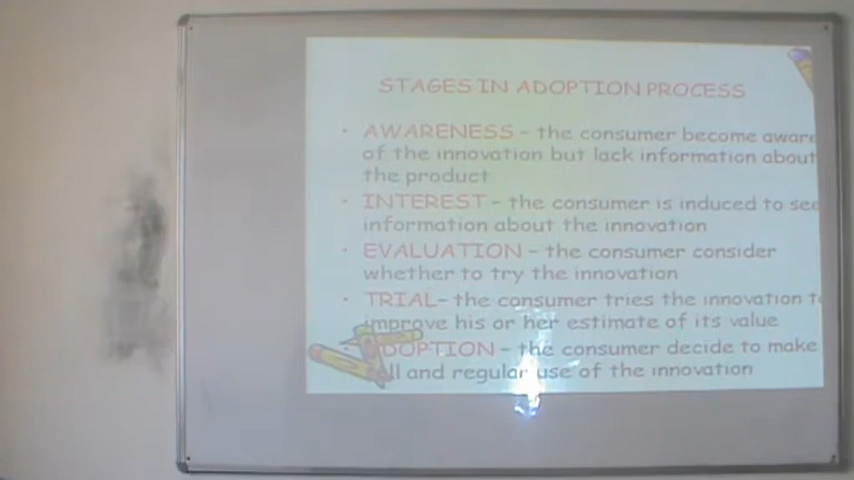 STAGES IN ADOPTION PROCESS
• AWARENESS - the consumer become aware
of the innovation but lack information about
the product
• INTEREST - the consumer is induced to see
information about the innovation
• EVALUATION - the consumer consider
whether to try the innovation
• TRIAL- the consumer tries the innovation t
improve his or her estimate of its value
DOPTION - the consumer decide to make
ll and regular use of the innovation